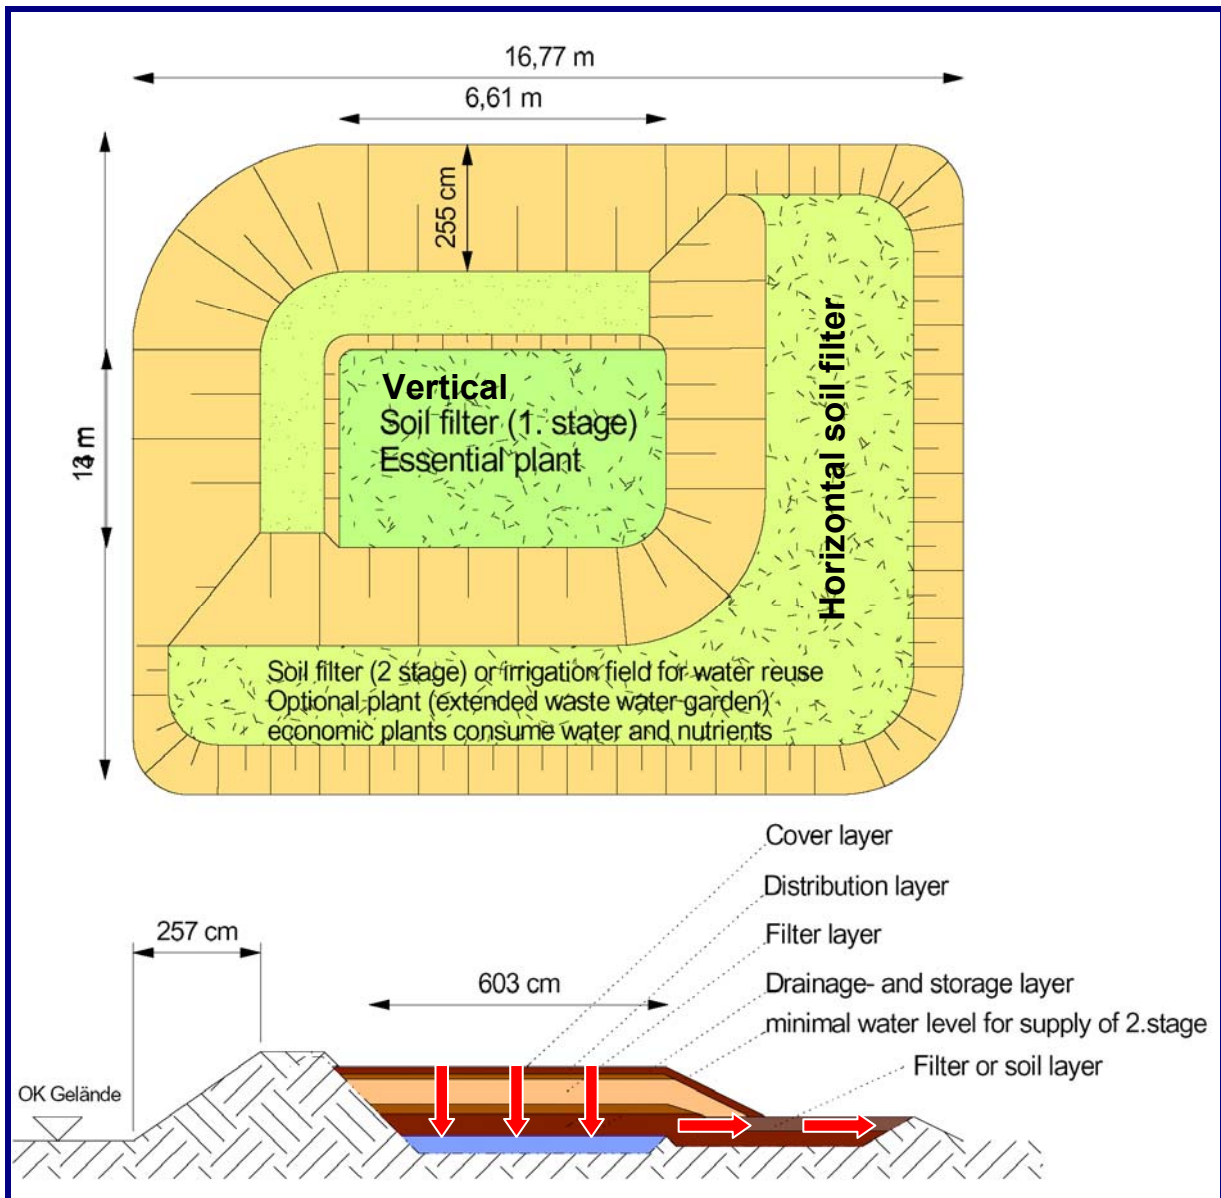 16,77 m
6,61 m
255 cm
Vertical
Soil filter (1. stage)
Essential plant
Horizontal soil filter
Soil filter (2 stage) or irrigation field for water reuse
Optional plant (extended waste water garden)
economic plants consume water and nutrients
Cover layer
Distribution layer
257 cm
Filter layer
603 cm
Drainage- and storage layer
minimal water level for supply of 2.stage
Filter or soil layer
OK Gelände